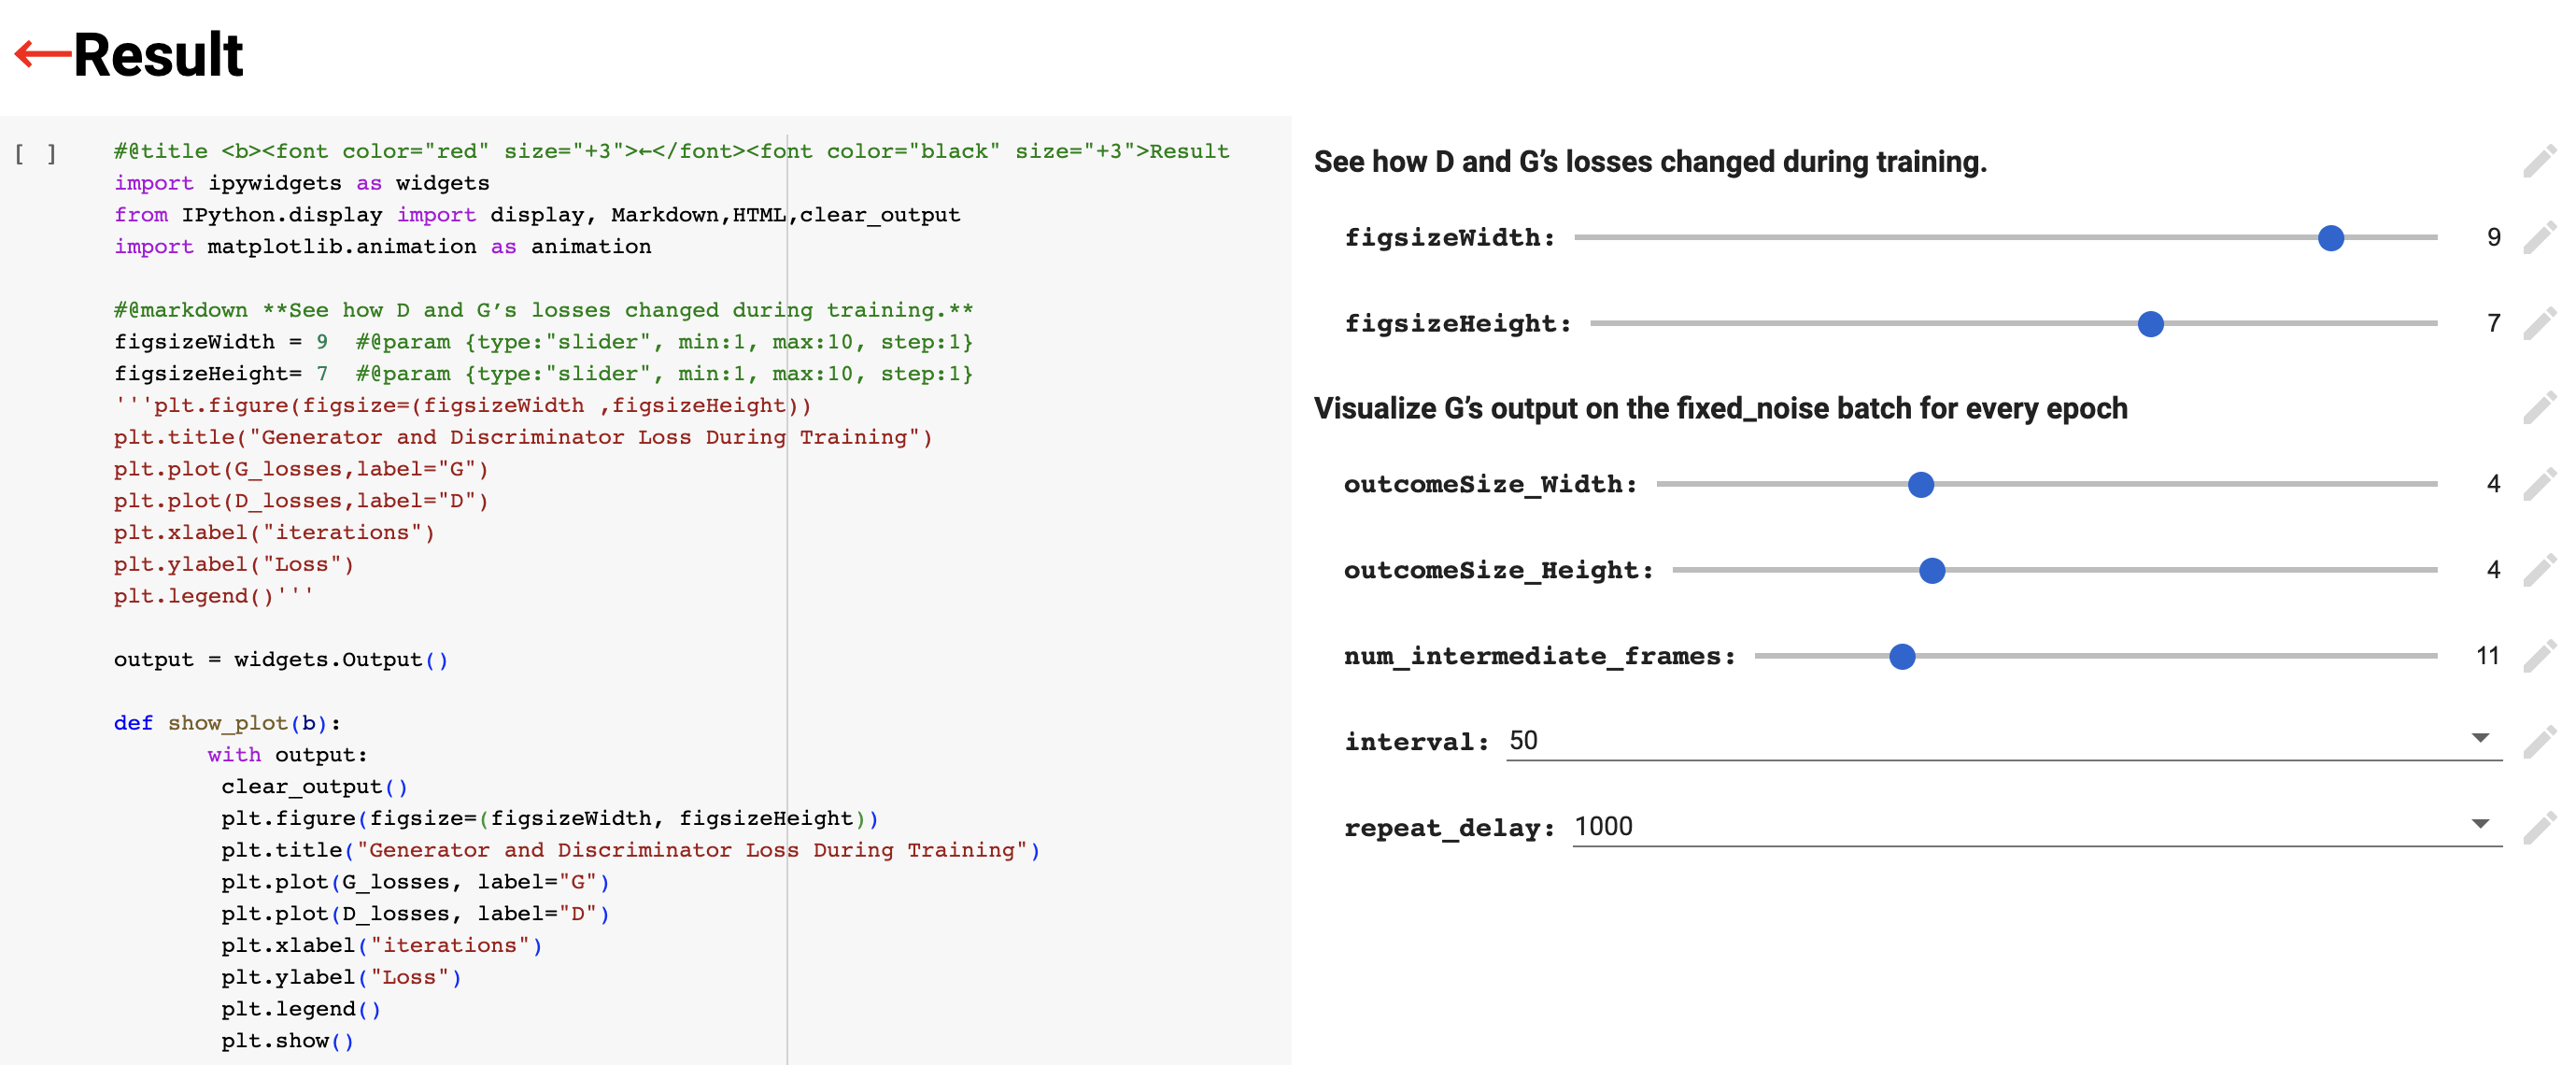 ←Result
[ ]
#@title <b><font color="red" size="+3">←</font><font color="black" size="+3">Result
import ipywidgets as widgets
from IPython.display import display, Markdown,HTML,clear_output
import matplotlib.animation as animation
#@markdown **See how D and G’s losses changed during training.**
figsizeWidth = 9  #@param {type:"slider", min:1, max:10, step:1}
figsizeHeight= 7  #@param {type:"slider", min:1, max:10, step:1}
'''plt.figure(figsize=(figsizeWidth ,figsizeHeight))
plt.title("Generator and Discriminator Loss During Training")
plt.plot(G_losses,label="G")
plt.plot(D_losses,label="D")
plt.xlabel("iterations")
plt.ylabel("Loss")
plt.legend()'''
output = widgets.Output()
def show_plot(b):
       with output:
        clear_output()
        plt.figure(figsize=(figsizeWidth, figsizeHeight))
        plt.title("Generator and Discriminator Loss During Training")
        plt.plot(G_losses, label="G")
        plt.plot(D_losses, label="D")
        plt.xlabel("iterations")
        plt.ylabel("Loss")
        plt.legend()
        plt.show()
See how D and G’s losses changed during training.
figsizeWidth: 9
figsizeHeight: 7
Visualize G’s output on the fixed_noise batch for every epoch
outcomeSize_Width: 4
outcomeSize_Height: 4
num_intermediate_frames: 11
interval: 50
repeat_delay: 1000